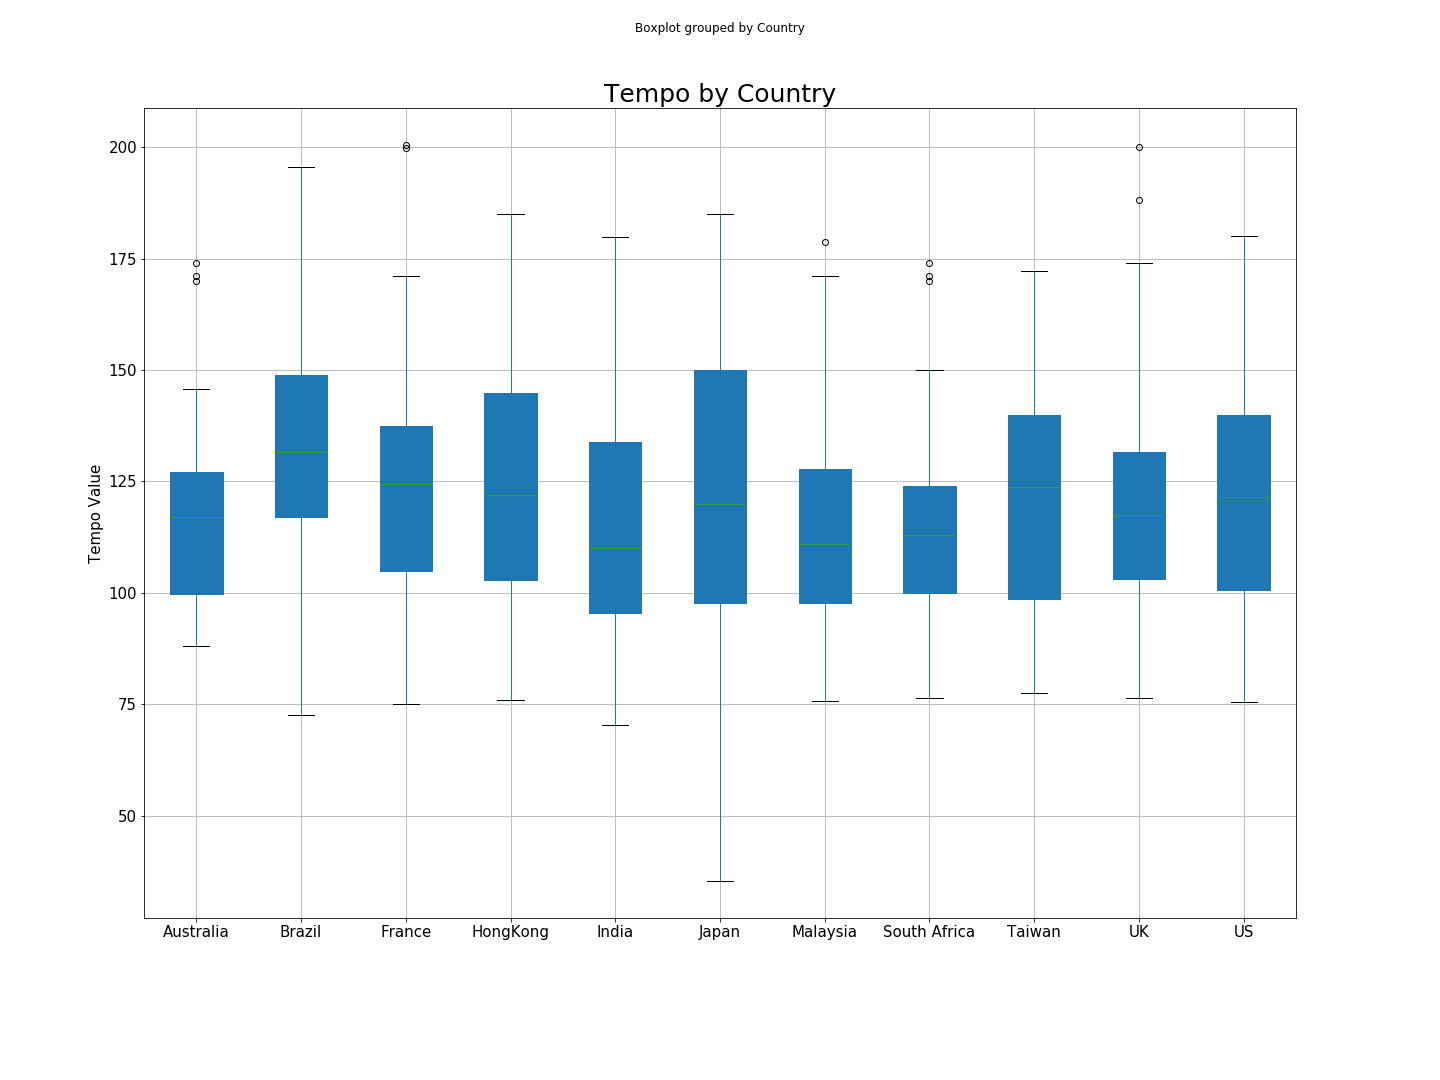 Boxplot grouped by Country
Tempo by Country
200
175
150
125
100
75
50
Tempo Value
Australia Brazil France HongKong India Japan Malaysia South Africa Taiwan UK US